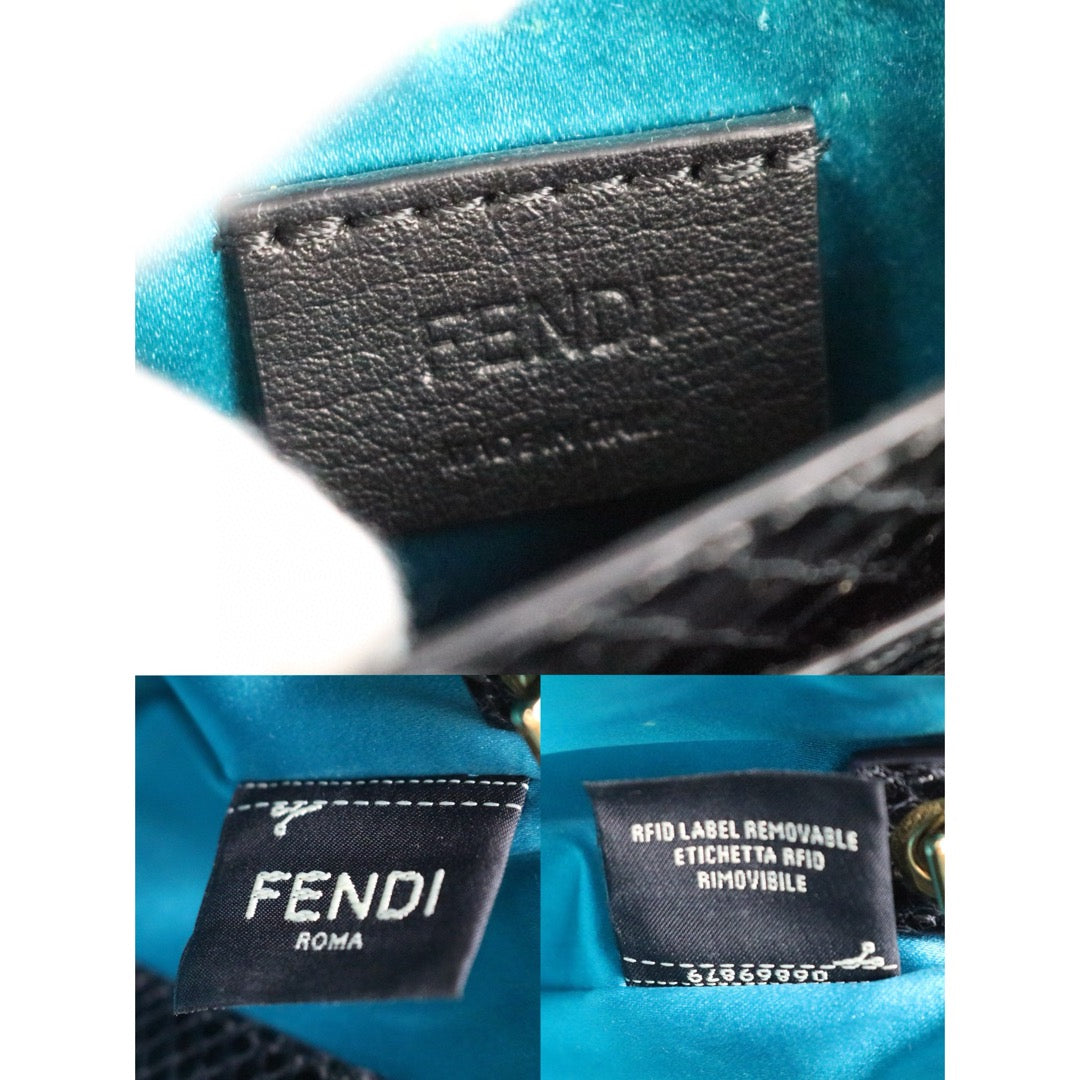 FENDI
FENDI
ROMA
RFID LABEL REMOVABLE
ETICHETTA RFID
RIMOVIBILE